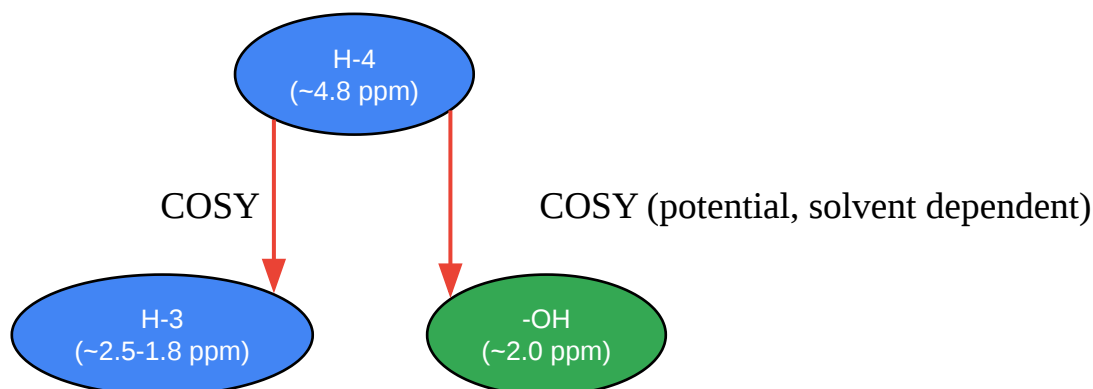 H-4
(~4.8 ppm)
COSY
COSY (potential, solvent dependent)
H-3
(~2.5-1.8 ppm)
-OH
(~2.0 ppm)